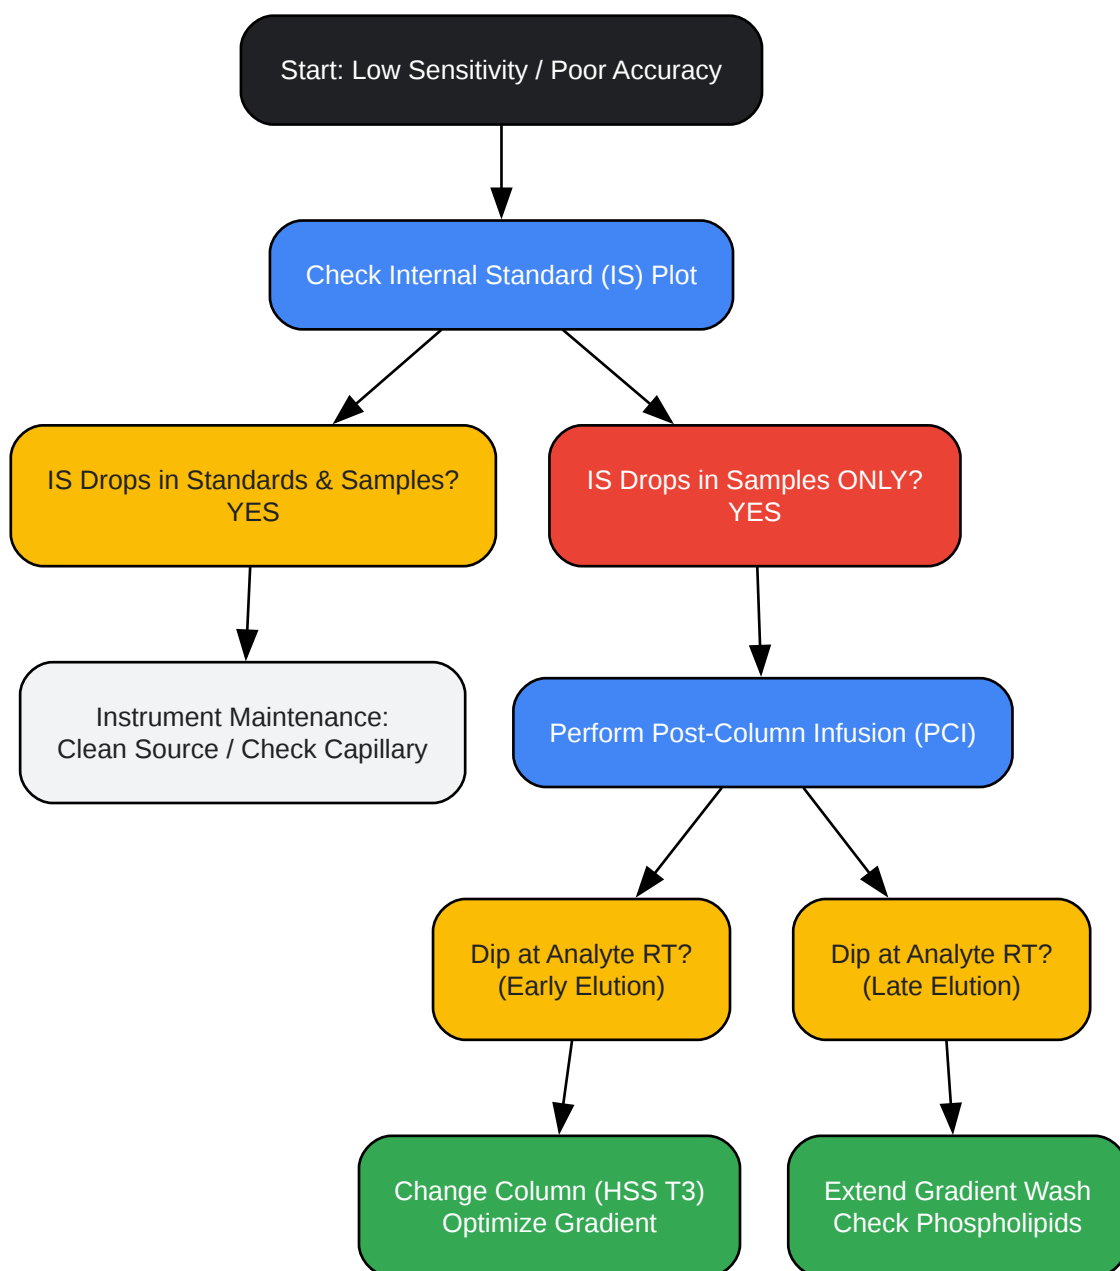 Start: Low Sensitivity / Poor Accuracy
Check Internal Standard (IS) Plot
IS Drops in Standards & Samples?
YES
IS Drops in Samples ONLY?
YES
Instrument Maintenance:
Clean Source / Check Capillary
Perform Post-Column Infusion (PCI)
Dip at Analyte RT?
(Early Elution)
Dip at Analyte RT?
(Late Elution)
Change Column (HSS T3)
Optimize Gradient
Extend Gradient Wash
Check Phospholipids